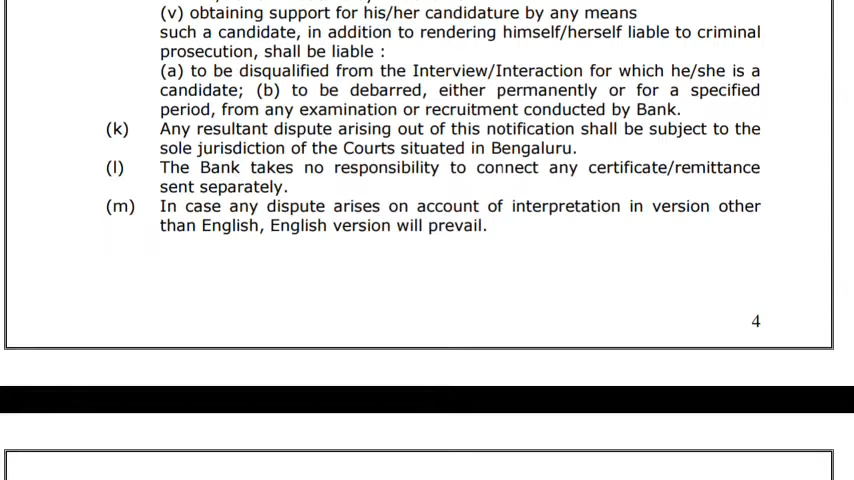 (v) obtaining support for his/her candidature by any means
such a candidate, in addition to rendering himself/herself liable to criminal
prosecution, shall be liable :
(a) to be disqualified from the Interview/Interaction for which he/she is a
candidate; (b) to be debarred, either permanently or for a specified
period, from any examination or recruitment conducted by Bank.
(k) Any resultant dispute arising out of this notification shall be subject to the
sole jurisdiction of the Courts situated in Bengaluru.
(l) The Bank takes no responsibility to connect any certificate/remittance
sent separately.
(m) In case any dispute arises on account of interpretation in version other
than English, English version will prevail.
4